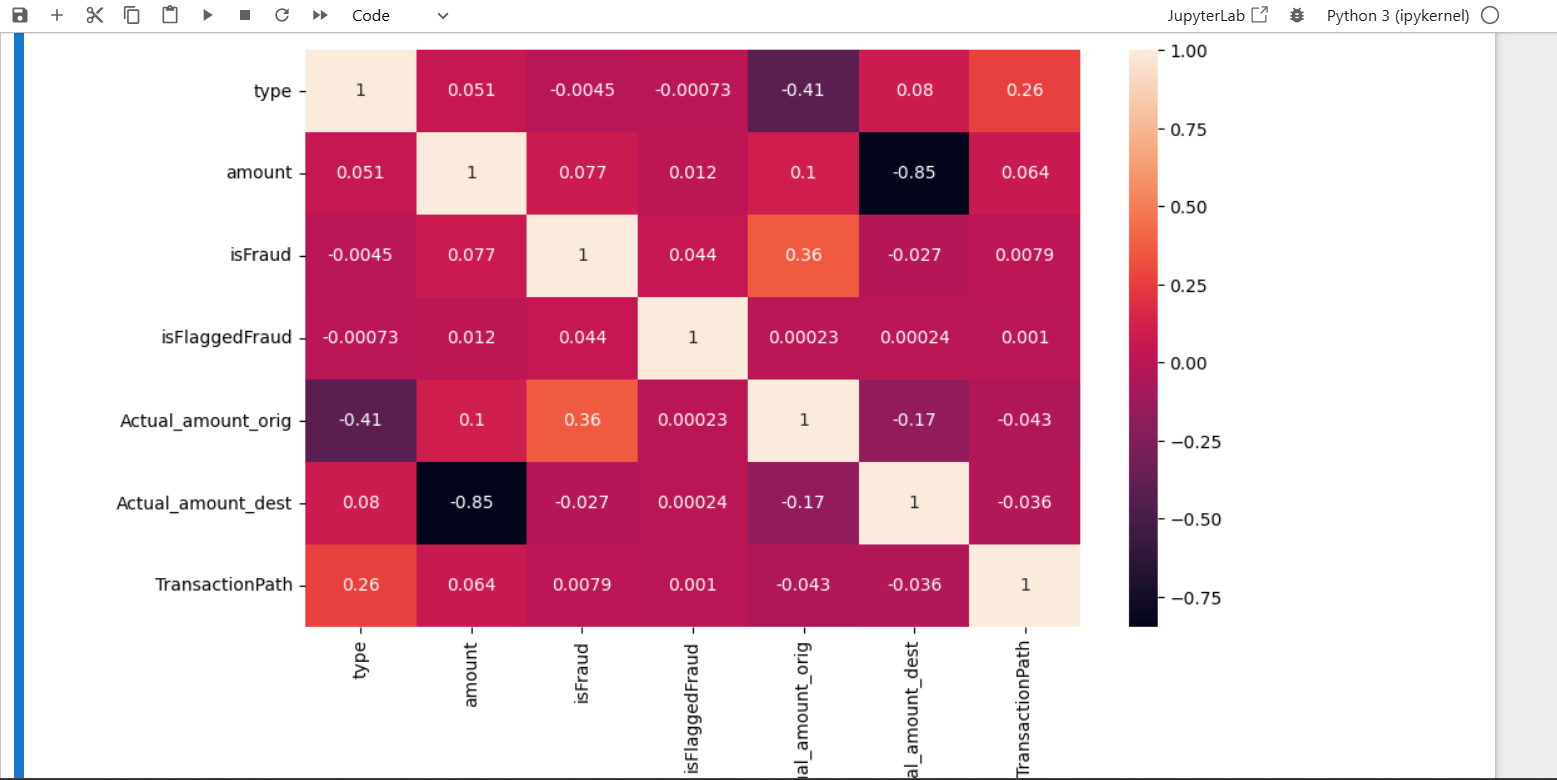 Code JupyterLab Python 3 (ipykernel)
1.00
type 1 0.051 -0.0045 -0.00073 -0.41 0.08 0.26
0.75
amount 0.051 1 0.077 0.012 0.1 -0.85 0.064
0.50
isFraud -0.0045 0.077 1 0.044 0.36 -0.027 0.0079
0.25
isFlaggedFraud -0.00073 0.012 0.044 1 0.00023 0.00024 0.001
0.00
Actual_amount_orig -0.41 0.1 0.36 0.00023 1 -0.17 -0.043
−0.25
Actual_amount_dest 0.08 -0.85 -0.027 0.00024 -0.17 1 -0.036
−0.50
TransactionPath 0.26 0.064 0.0079 0.001 -0.043 -0.036 1
−0.75
type
amount
isFraud
isFlaggedFraud
ual_amount_orig
al_amount_dest
TransactionPath